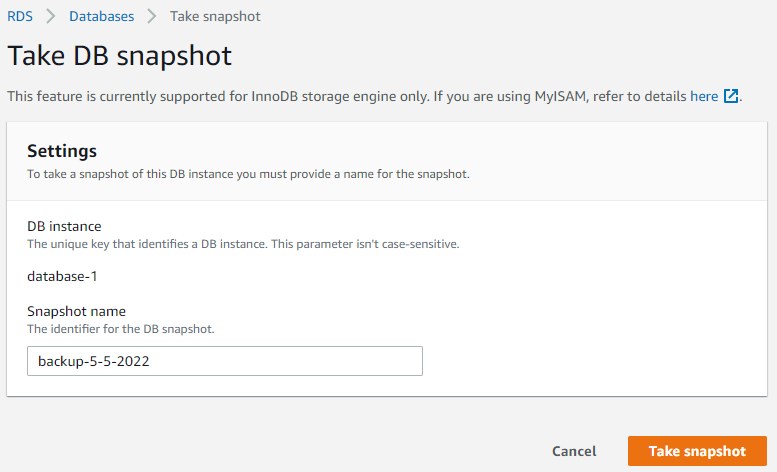 RDS > Databases > Take snapshot
Take DB snapshot
This feature is currently supported for InnoDB storage engine only. If you are using MyISAM, refer to details here.
Settings
To take a snapshot of this DB instance you must provide a name for the snapshot.
DB instance
The unique key that identifies a DB instance. This parameter isn't case-sensitive.
database-1
Snapshot name
The identifier for the DB snapshot.
backup-5-5-2022
Cancel Take snapshot